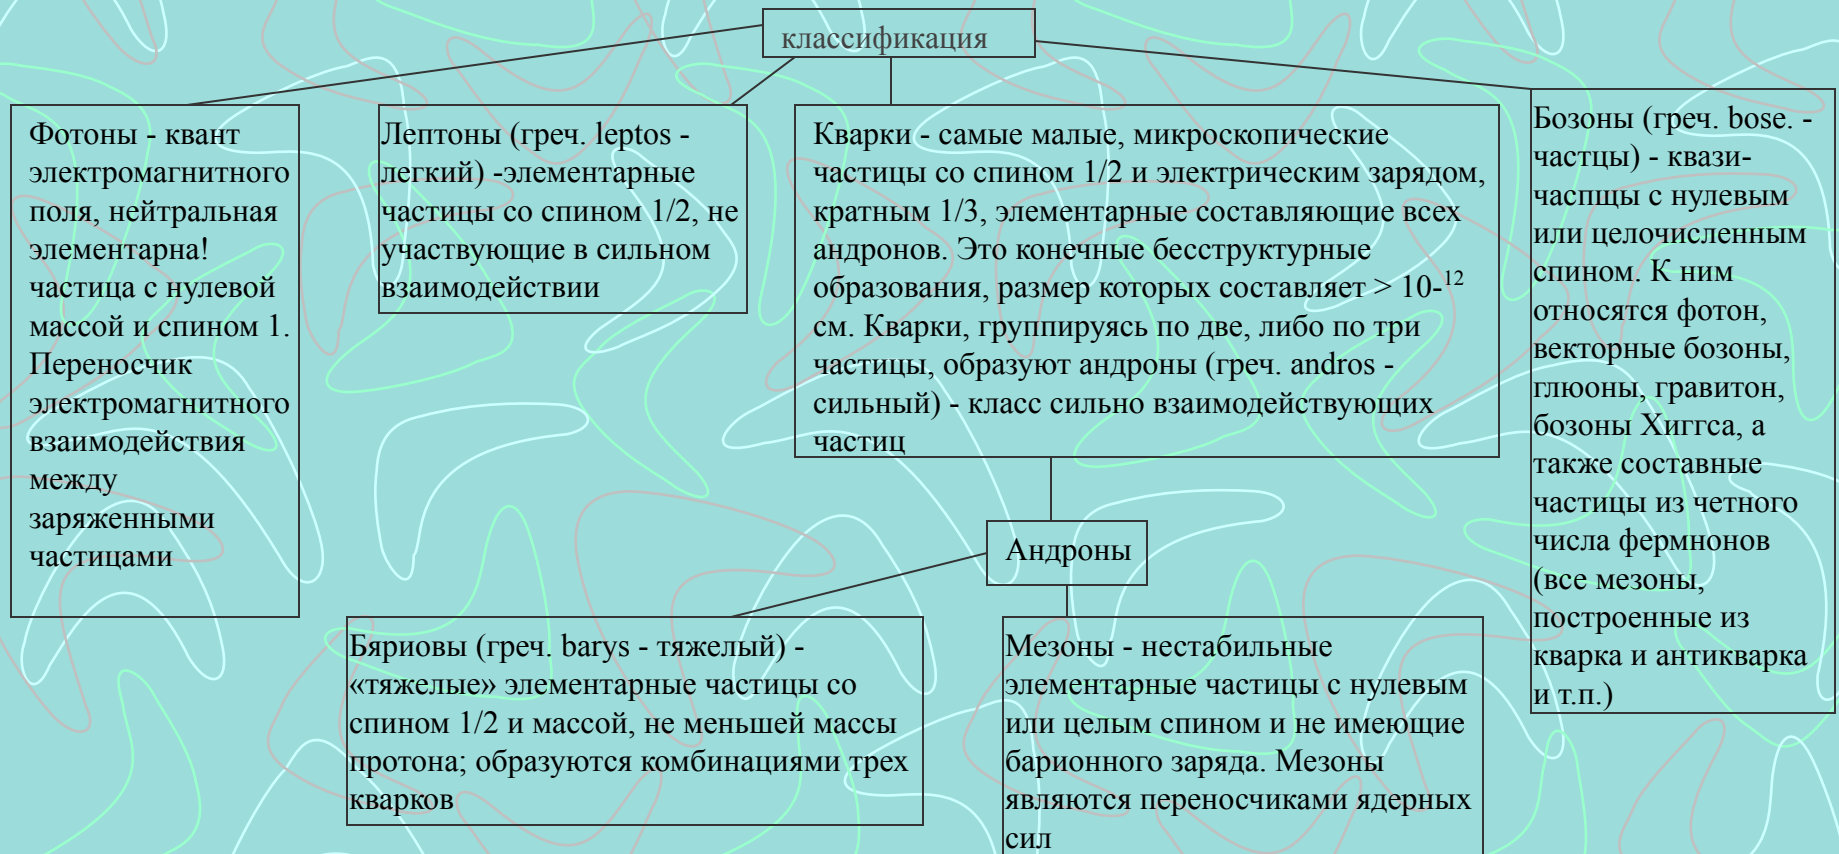 классификация
Фотоны - квант
электромагнитного
поля, нейтральная
элементарна!
частица с нулевой
массой и спином 1.
Переносчик
электромагнитного
взаимодействия
между
заряженными
частицами
Лептоны (греч. leptos -
легкий) -элементарные
частицы со спином 1/2, не
участвующие в сильном
взаимодействии
Кварки - самые малые, микроскопические
частицы со спином 1/2 и электрическим зарядом,
кратным 1/3, элементарные составляющие всех
андронов. Это конечные бесструктурные
образования, размер которых составляет > 10-¹²
см. Кварки, группируясь по две, либо по три
частицы, образуют андроны (греч. andros -
сильный) - класс сильно взаимодействующих
частиц
Бозоны (греч. bose. -
частцы) - квази-
часпщы с нулевым
или целочисленным
спином. К ним
относятся фотон,
векторные бозоны,
глюоны, гравитон,
бозоны Хиггса, а
также составные
частицы из четного
числа фермнонов
(все мезоны,
построенные из
кварка и антикварка
и т.п.)
Андроны
Бяриовы (греч. barys - тяжелый) -
«тяжелые» элементарные частицы со
спином 1/2 и массой, не меньшей массы
протона; образуются комбинациями трех
кварков
Мезоны - нестабильные
элементарные частицы с нулевым
или целым спином и не имеющие
барионного заряда. Мезоны
являются переносчиками ядерных
сил